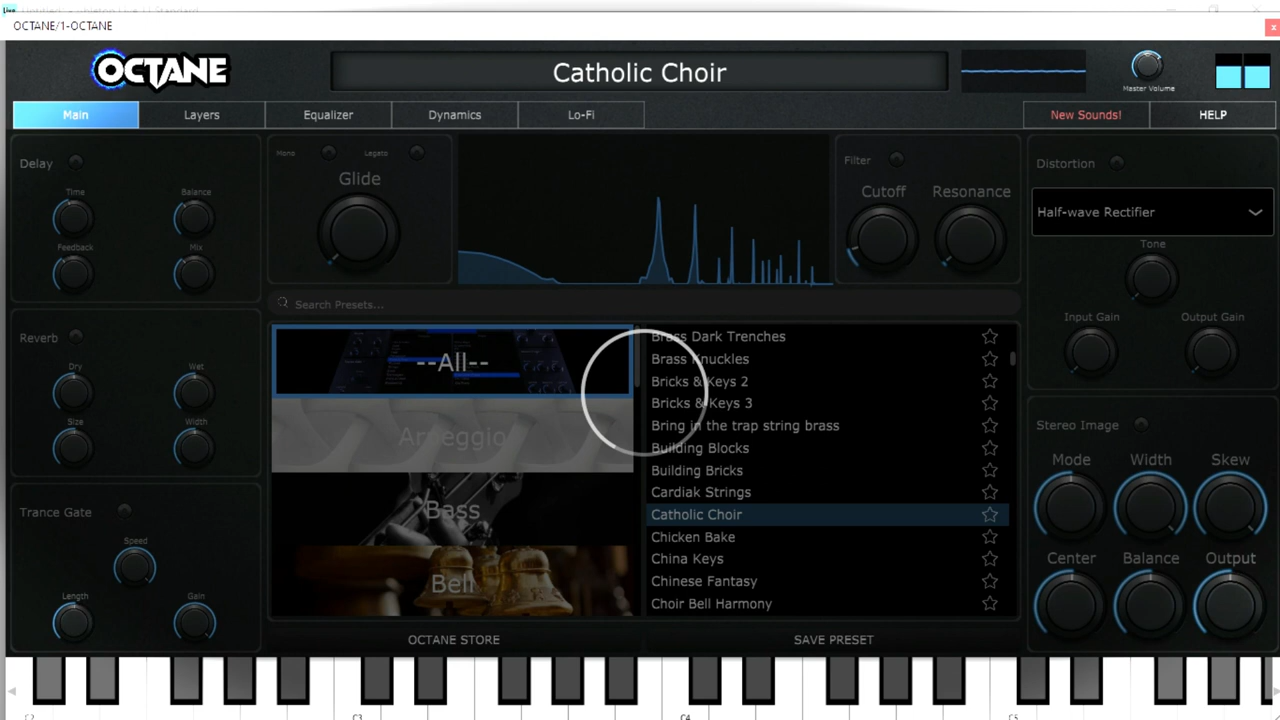 Live
OCTANE/1-OCTANE
OCTANE
Catholic Choir
Master Volume
Main
Layers
Equalizer
Dynamics
Lo-Fi
New Sounds!
HELP
Delay
Time
Balance
Feedback
Mix
Mono
Legato
Glide
Filter
Cutoff
Resonance
Distortion
Half-wave Rectifier
Tone
Input Gain
Output Gain
Search Presets...
Reverb
Dry
Wet
Size
Width
--All--
Arpeggio
Bass
Bell
Brass Dark Trenches
Brass Knuckles
Bricks & Keys 2
Bricks & Keys 3
Bring in the trap string brass
Building Blocks
Building Bricks
Cardiak Strings
Catholic Choir
Chicken Bake
China Keys
Chinese Fantasy
Choir Bell Harmony
Stereo Image
Mode
Width
Skew
Center
Balance
Output
Trance Gate
Speed
Length
Gain
OCTANE STORE
SAVE PRESET
C2
C3
C4
C5